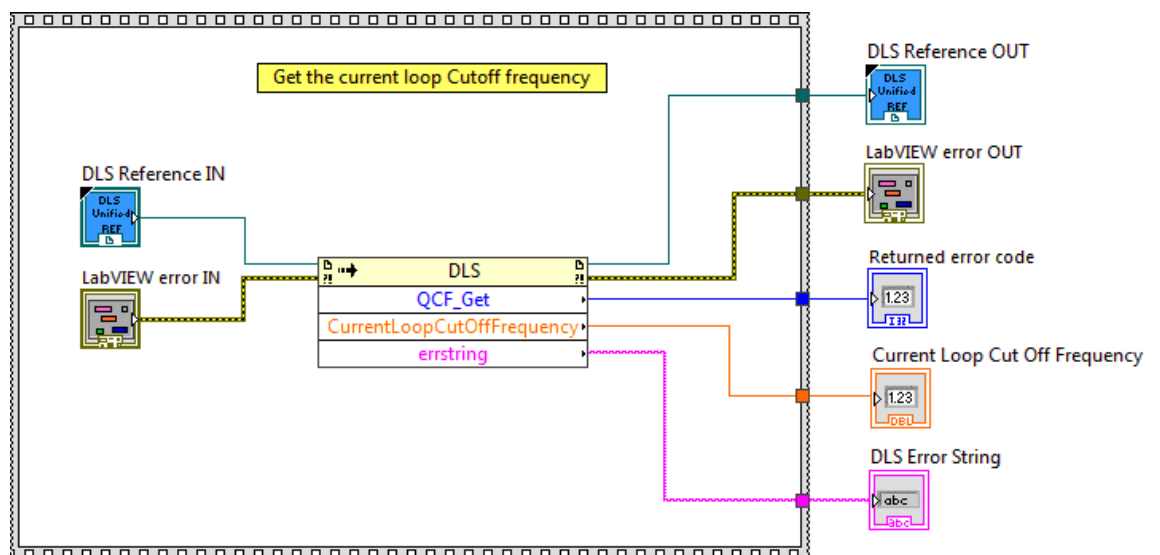 Get the current loop Cutoff frequency
DLS Reference OUT
DLS
Unified
REF
LabVIEW error OUT
DLS Reference IN
DLS
Unified
REF
LabVIEW error IN
DLS
QCF_Get
CurrentLoopCutOffFrequency
errstring
Returned error code
1.23
I32
Current Loop Cut Off Frequency
1.23
DBL
DLS Error String
abc
abc